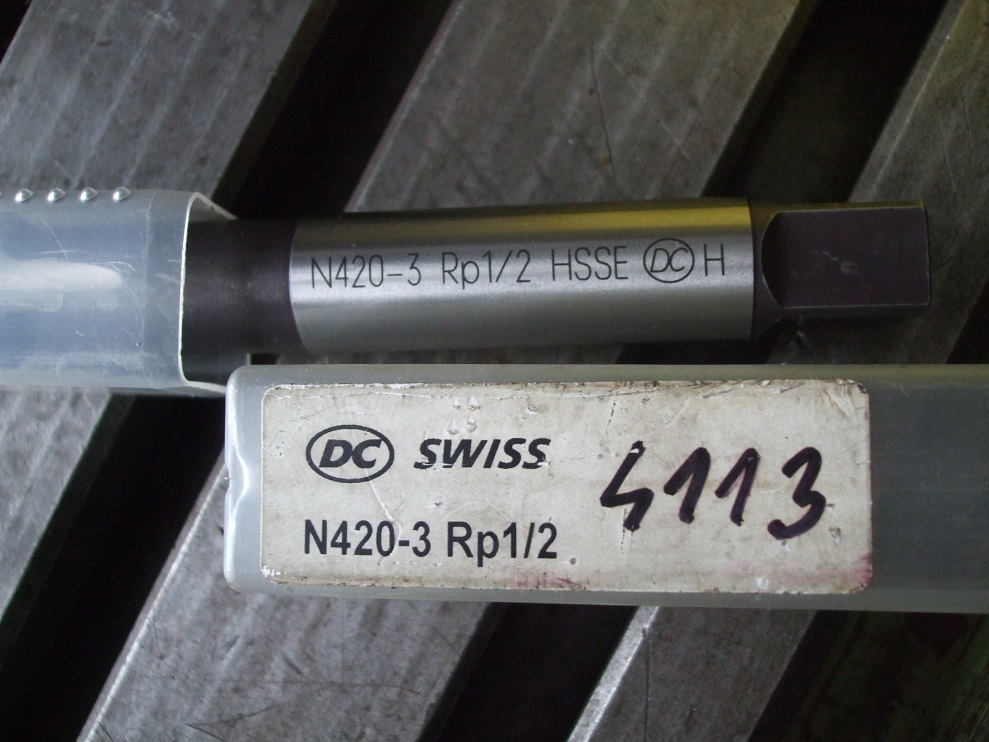 N420-3 Rp1/2 HSSE DC H
DC SWISS
4113
N420-3 Rp1/2